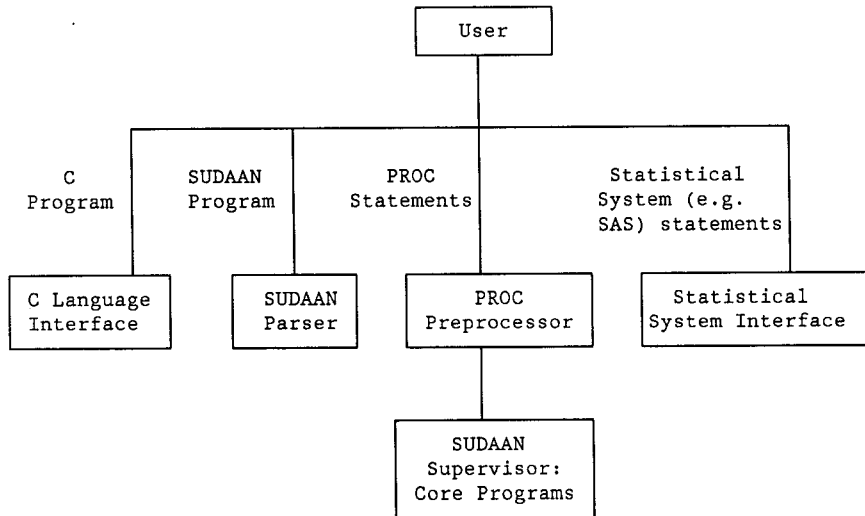 User
C
Program
SUDAAN
Program
PROC
Statements
Statistical
System (e.g.
SAS) statements
C Language
Interface
SUDAAN
Parser
PROC
Preprocessor
Statistical
System Interface
SUDAAN
Supervisor:
Core Programs